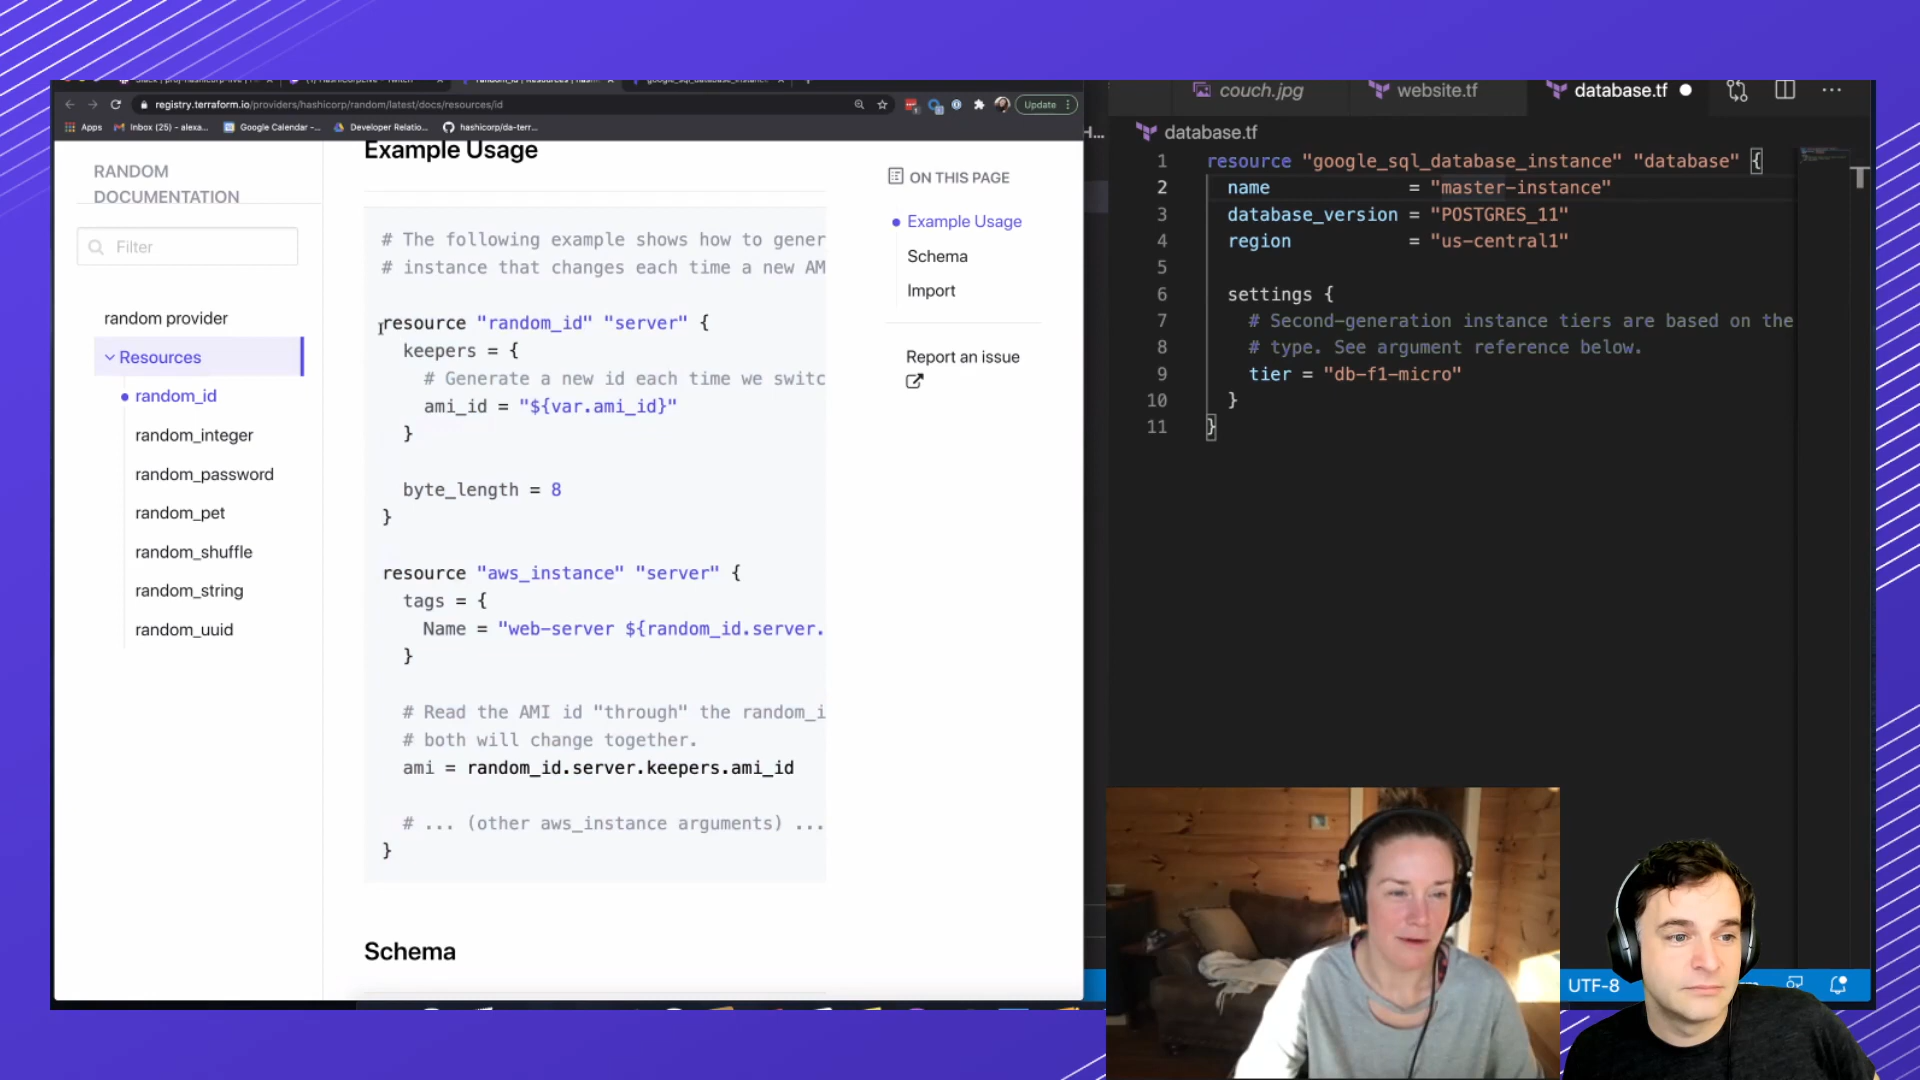 registry.terraform.io/providers/hashicorp/random/latest/docs/resources/id
Update
Apps
Inbox (25) - alexa...
Google Calendar -...
Developer Relatio...
hashicorp/da-terr...
RANDOM
DOCUMENTATION
Filter
random provider
Resources
random_id
random_integer
random_password
random_pet
random_shuffle
random_string
random_uuid
Example Usage
# The following example shows how to gener
# instance that changes each time a new AM
resource "random_id" "server" {
keepers = {
# Generate a new id each time we switc
ami_id = "${var.ami_id}"
}
byte_length = 8
}
resource "aws_instance" "server" {
tags = {
Name = "web-server ${random_id.server.
}
# Read the AMI id "through" the random_i
# both will change together.
ami = random_id.server.keepers.ami_id
# ... (other aws_instance arguments) ...
}
Schema
ON THIS PAGE
Example Usage
Schema
Import
Report an issue
H...
couch.jpg
website.tf
database.tf
database.tf
1 resource "google_sql_database_instance" "database" {
2 name = "master-instance"
3 database_version = "POSTGRES_11"
4 region = "us-central1"
5
6 settings {
7 # Second-generation instance tiers are based on the
8 # type. See argument reference below.
9 tier = "db-f1-micro"
10 }
11 }
UTF-8